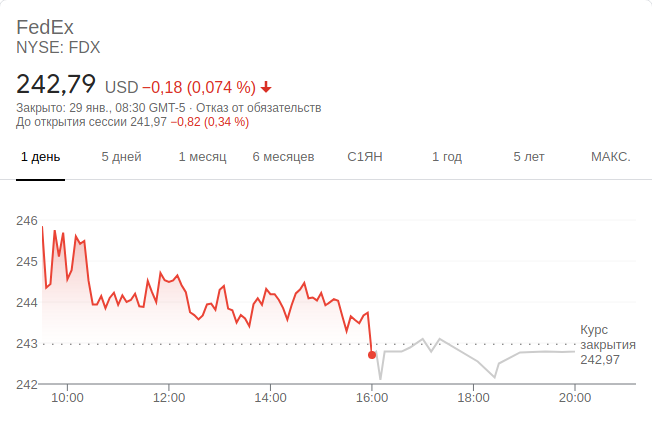 FedEx
NYSE: FDX
242,79 USD −0,18 (0,074 %)
Закрыто: 29 янв., 08:30 GMT-5 · Отказ от обязательств
До открытия сессии 241,97 −0,82 (0,34 %)
1 день 5 дней 1 месяц 6 месяцев С1ЯН 1 год 5 лет МАКС.
246
245
244
243
242
Курс
закрытия
242,97
10:00 12:00 14:00 16:00 18:00 20:00